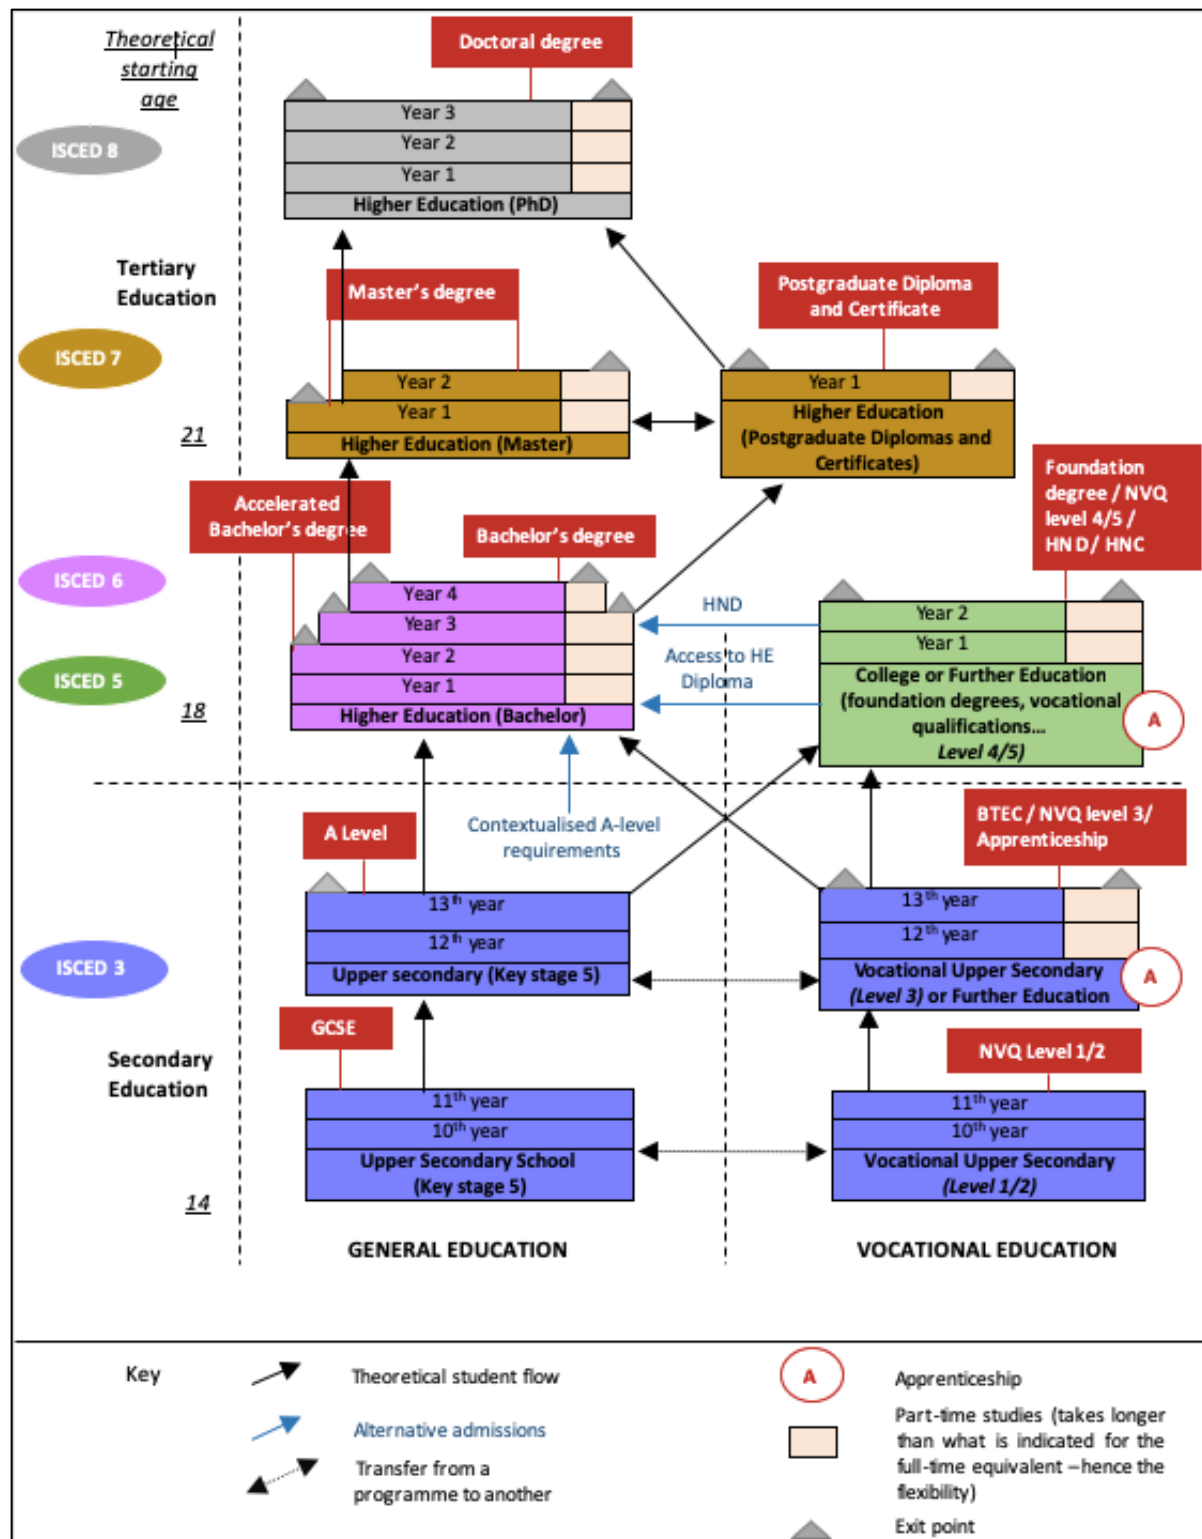 Theoretical
starting
age
Doctoral degree
ISCED 8
Year 3
Year 2
Year 1
Higher Education (PhD)
Tertiary
Education
Master's degree
Postgraduate Diploma
and Certificate
ISCED 7
Year 2
Year 1
Higher Education (Master)
Year 1
Higher Education
(Postgraduate Diplomas and
Certificates)
21
Foundation
degree / NVQ
level 4/5 /
HND/ HNC
Accelerated
Bachelor's degree
Bachelor's degree
ISCED 6
Year 4
Year 3
Year 2
Year 1
Higher Education (Bachelor)
HND
Access to HE
Diploma
Year 2
Year 1
College or Further Education
(foundation degrees, vocational
qualifications...
Level 4/5)
A
ISCED 5
18
A Level
Contextualised A-level
requirements
BTEC / NVQ level 3/
Apprenticeship
13th year
12th year
Upper secondary (Key stage 5)
13th year
12th year
Vocational Upper Secondary
(Level 3) or Further Education
A
ISCED 3
GCSE
NVQ Level 1/2
Secondary
Education
11th year
10th year
Upper Secondary School
(Key stage 5)
11th year
10th year
Vocational Upper Secondary
(Level 1/2)
14
GENERAL EDUCATION
VOCATIONAL EDUCATION
Key
Theoretical student flow
Alternative admissions
Transfer from a
programme to another
A
Apprenticeship
Part-time studies (takes longer
than what is indicated for the
full-time equivalent –hence the
flexibility)
Exit point